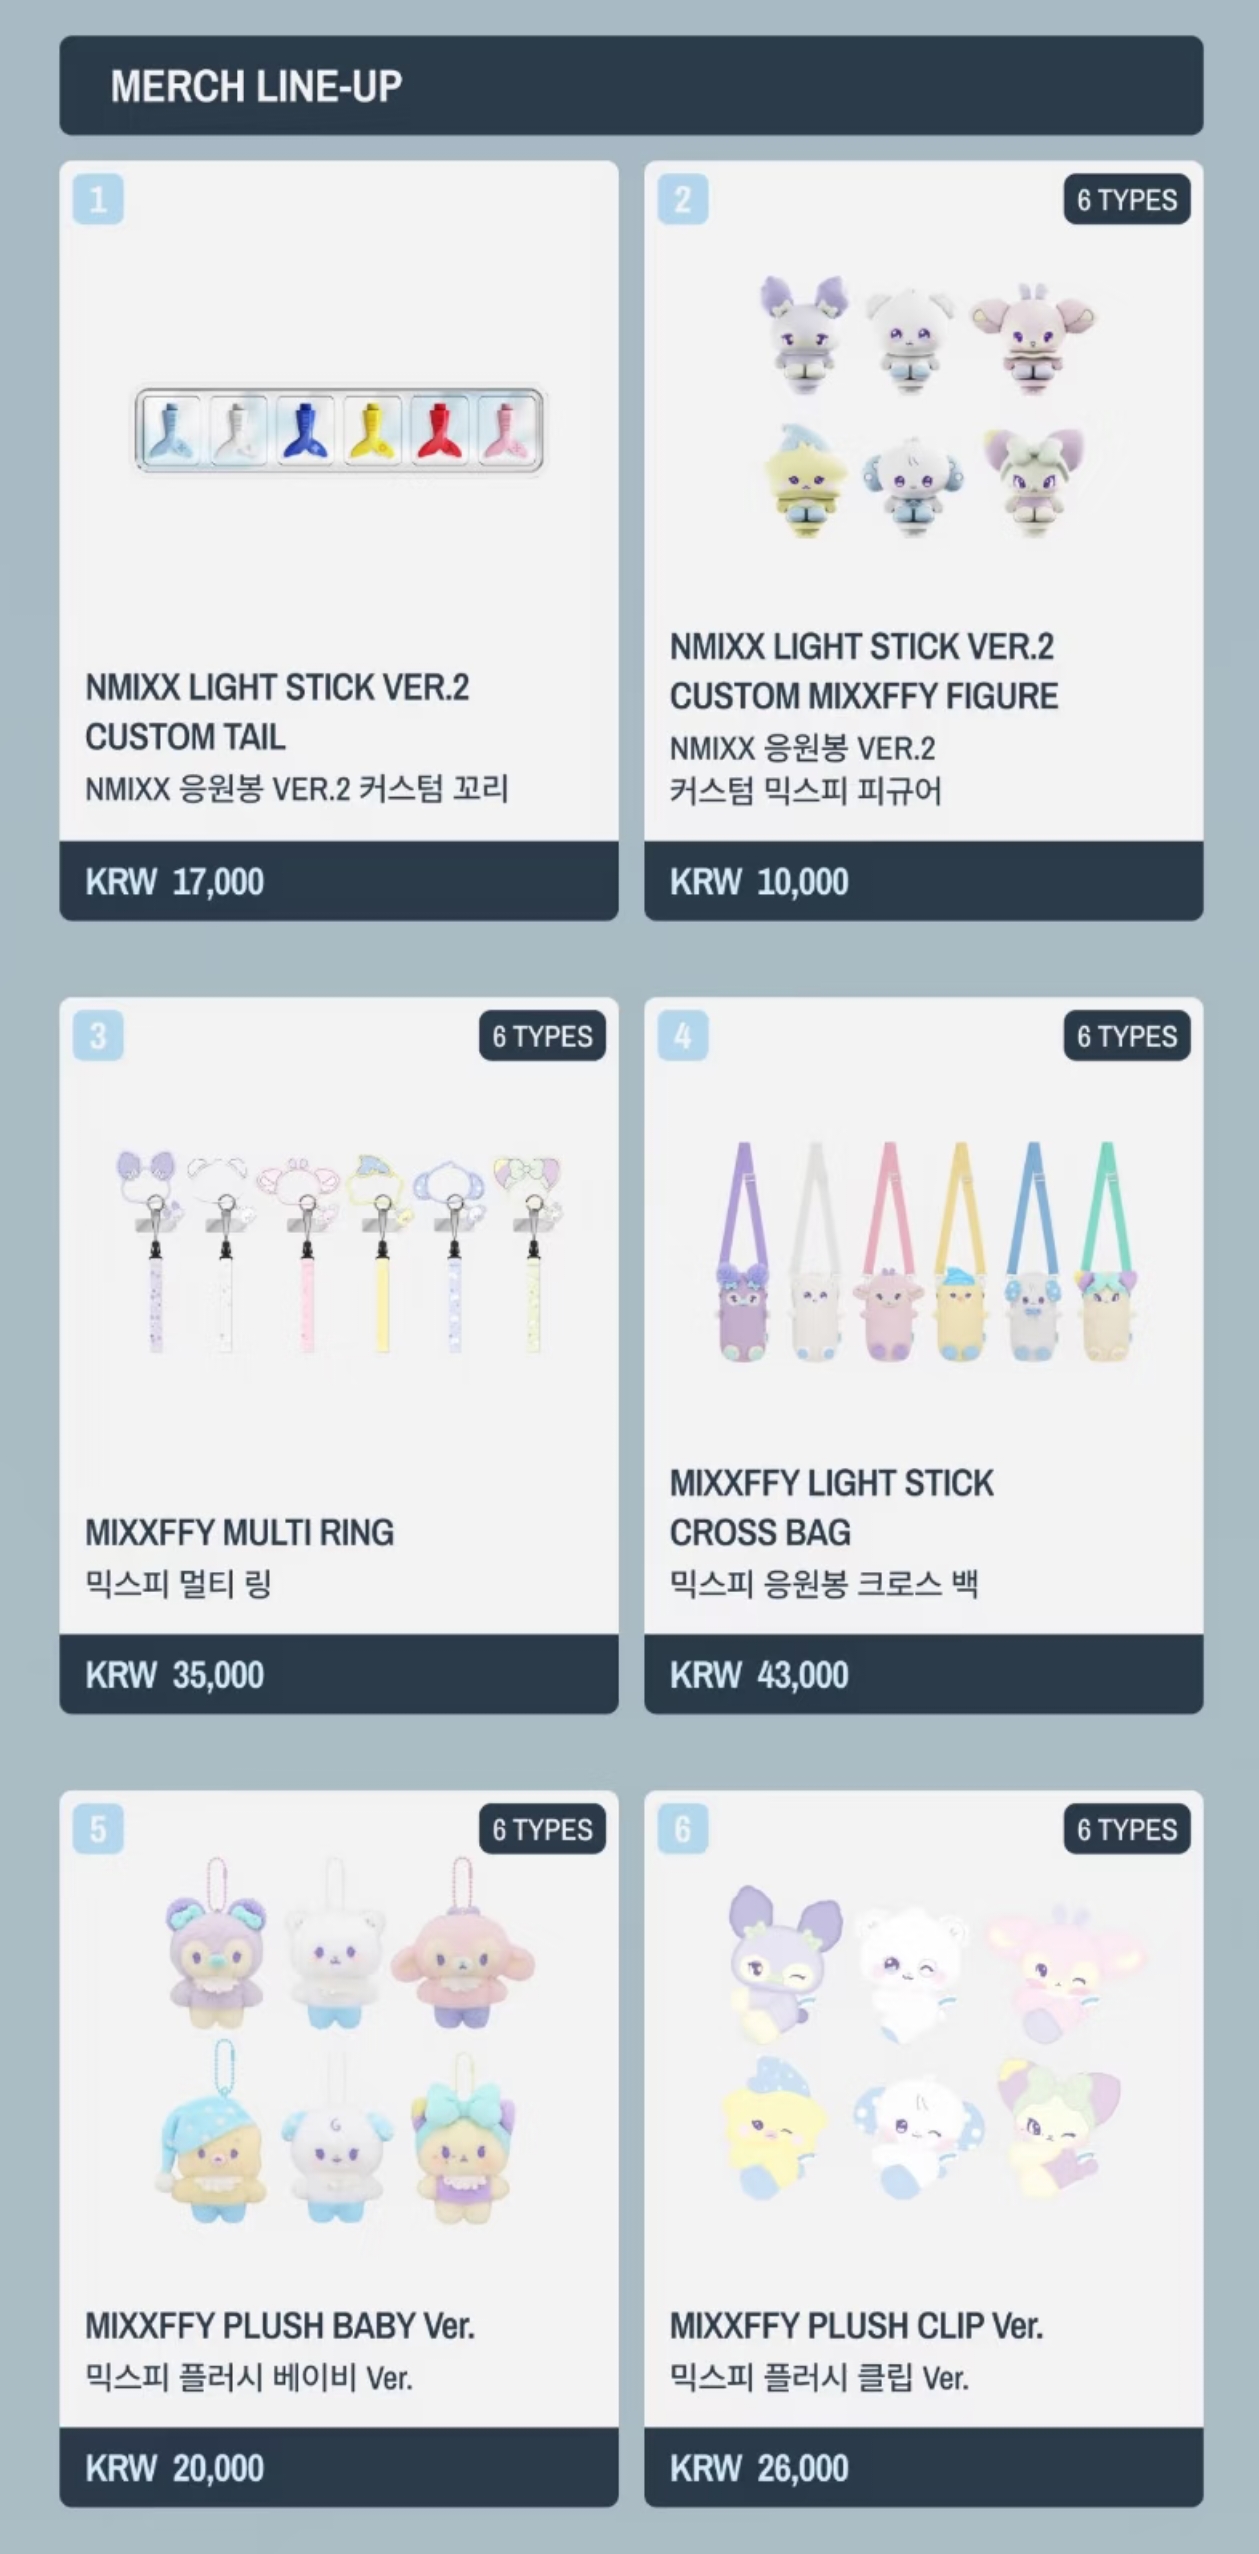 MERCH LINE-UP
1
NMIXX LIGHT STICK VER.2
CUSTOM TAIL
NMIXX 응원봉 VER.2 커스텀 꼬리
KRW 17,000
2
6 TYPES
NMIXX LIGHT STICK VER.2
CUSTOM MIXXFFY FIGURE
NMIXX 응원봉 VER.2
커스텀 믹스피 피규어
KRW 10,000
3
6 TYPES
MIXXFFY MULTI RING
믹스피 멀티 링
KRW 35,000
4
6 TYPES
MIXXFFY LIGHT STICK
CROSS BAG
믹스피 응원봉 크로스 백
KRW 43,000
5
6 TYPES
MIXXFFY PLUSH BABY Ver.
믹스피 플러시 베이비 Ver.
KRW 20,000
6
6 TYPES
MIXXFFY PLUSH CLIP Ver.
믹스피 플러시 클립 Ver.
KRW 26,000